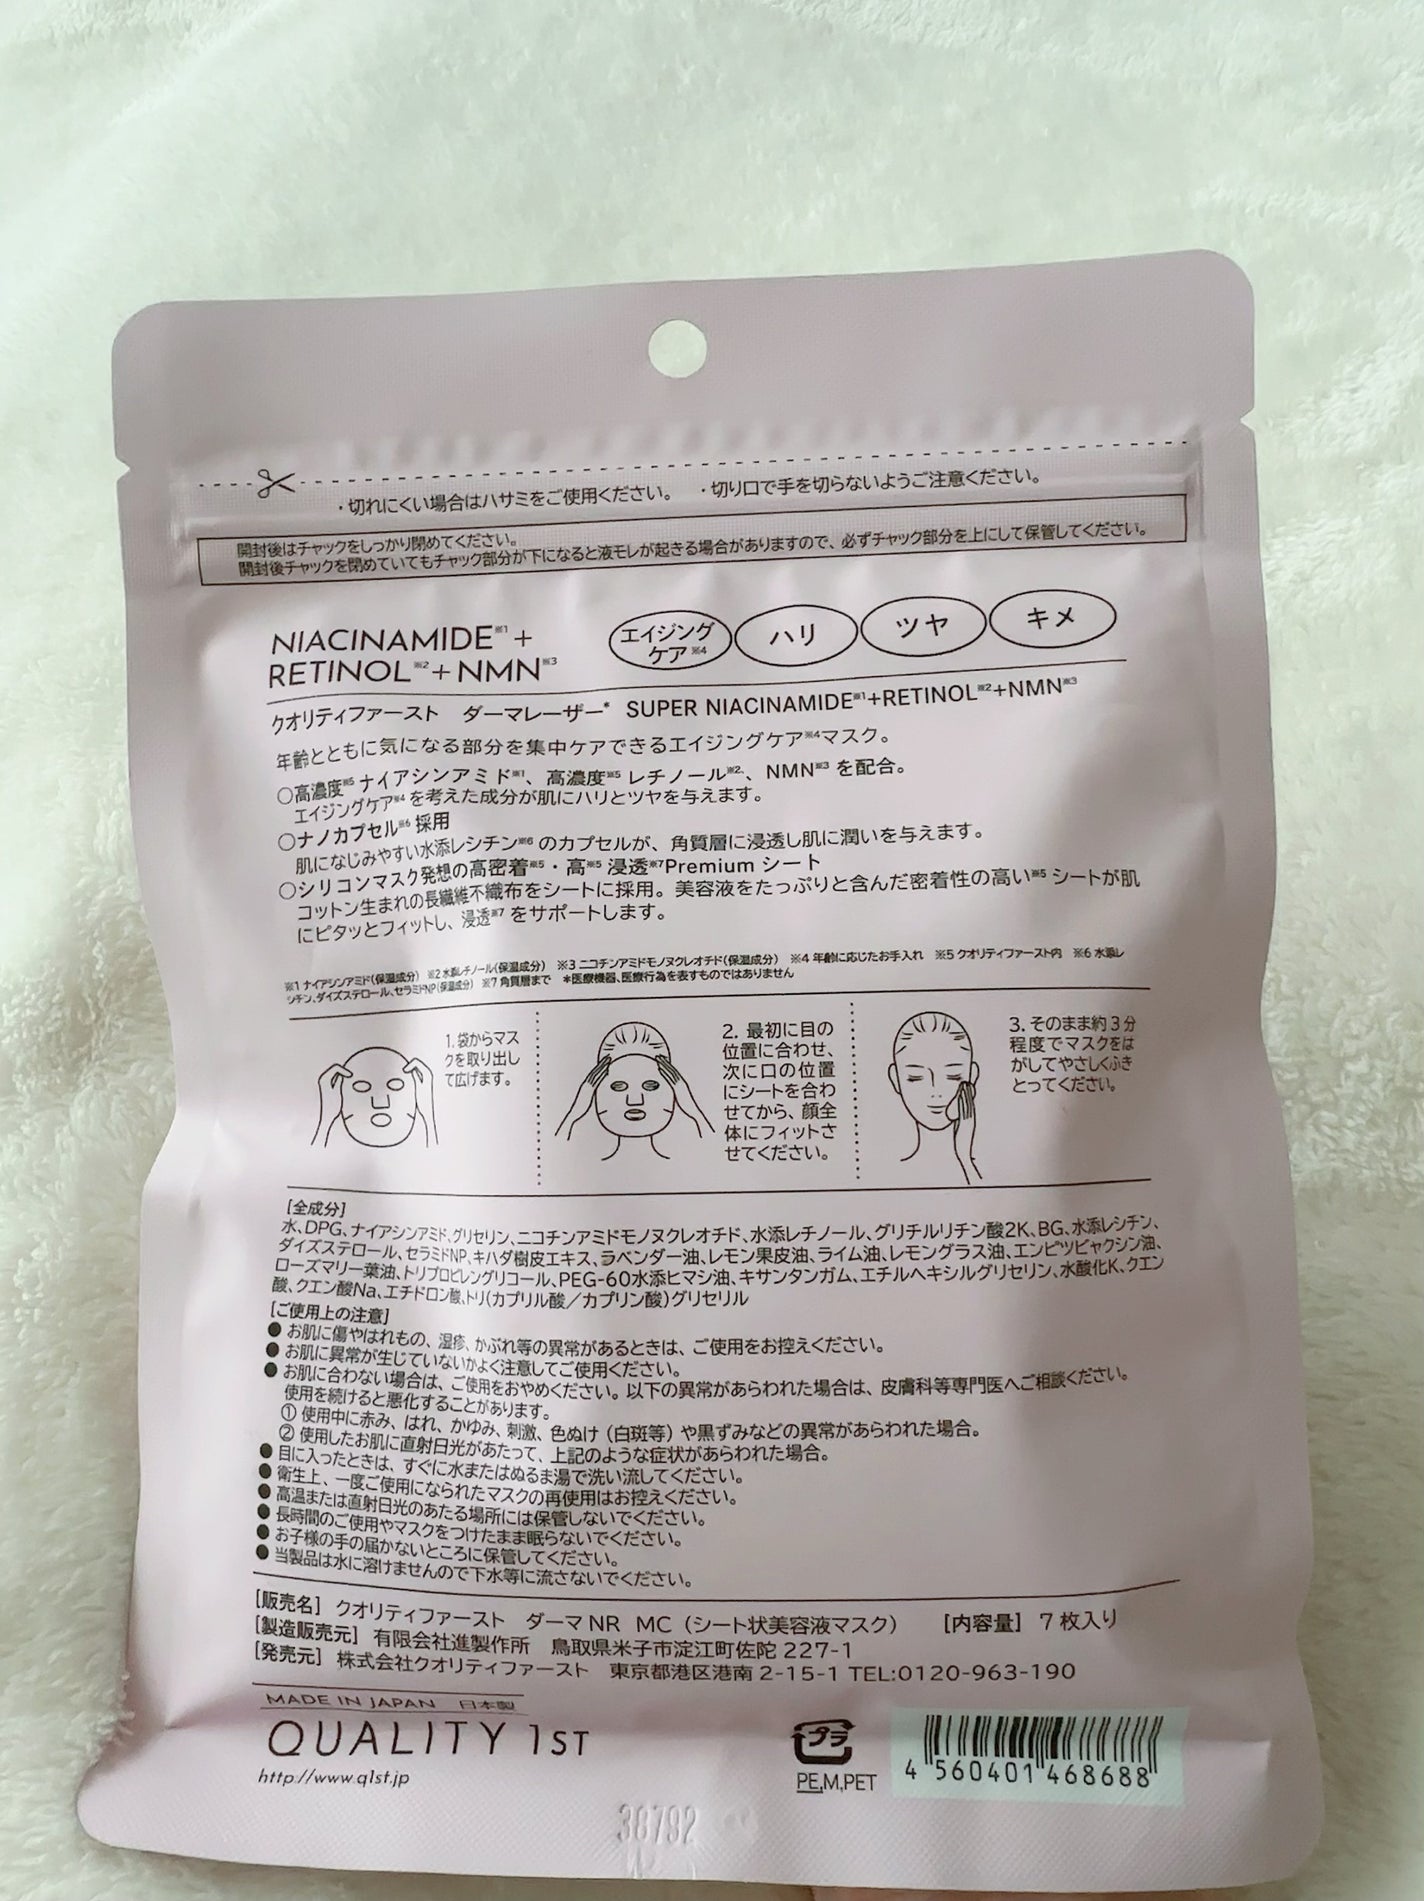 ・切れにくい場合はハサミをご使用ください。 ・切り口で手を切らないようご注意ください。
開封後はチャックをしっかり閉めてください。
開封後チャックを閉めていてもチャック部分が下になると液モレが起きる場合がありますので、必ずチャック部分を上にして保管してください。
NIACINAMIDE※1+
RETINOL※2+NMN※3
エイジング
ケア※4
ハリ
ツヤ
キメ
クオリティファースト ダーマレーザー* SUPER NIACINAMIDE※1+RETINOL※2+NMN※3
年齢とともに気になる部分を集中ケアできるエイジングケア※4マスク。
○高濃度※5 ナイアシンアミド※1、高濃度※5 レチノール※2、NMN※3 を配合。
エイジングケア※4 を考えた成分が肌にハリとツヤを与えます。
○ナノカプセル※6 採用
肌になじみやすい水添レシチン※6 のカプセルが、角質層に浸透し肌に潤いを与えます。
○シリコンマスク発想の高密着※5・高※5 浸透※7Premium シート
コットン生まれの長繊維不織布をシートに採用。美容液をたっぷりと含んだ密着性の高い※5 シートが肌
にピタッとフィットし、浸透※7 をサポートします。
※1 ナイアシンアミド(保湿成分) ※2 水添レチノール(保湿成分) ※3 ニコチンアミドモノヌクレオチド(保湿成分) ※4 年齢に応じたお手入れ ※5 クオリティファースト内 ※6 水添レ
シチン、ダイズステロール、セラミドNP(保湿成分) ※7 角質層まで *医療機器、医療行為を表すものではありません
1. 袋からマス
クを取り出し
て広げます。
2. 最初に目の
位置に合わせ、
次に口の位置
にシートを合わ
せてから、顔全
体にフィットさ
せてください。
3. そのまま約3分
程度でマスクをは
がしてやさしくふき
とってください。
[全成分]
水、DPG、ナイアシンアミド、グリセリン、ニコチンアミドモノヌクレオチド、水添レチノール、グリチルリチン酸2K、BG、水添レシチン、
ダイズステロール、セラミドNP、キハダ樹皮エキス、ラベンダー油、レモン果皮油、ライム油、レモングラス油、エンピツビャクシン油、
ローズマリー葉油、トリプロピレングリコール、PEG-60水添ヒマシ油、キサンタンガム、エチルヘキシルグリセリン、水酸化K、クエン
酸、クエン酸Na、エチドロン酸、トリ(カプリル酸/カプリン酸)グリセリル
[ご使用上の注意]
● お肌に傷やはれもの、湿疹、かぶれ等の異常があるときは、ご使用をお控えください。
● お肌に異常が生じていないかよく注意してご使用ください。
● お肌に合わない場合は、ご使用をおやめください。以下の異常があらわれた場合は、皮膚科等専門医へご相談ください。
使用を続けると悪化することがあります。
① 使用中に赤み、はれ、かゆみ、刺激、色ぬけ(白斑等)や黒ずみなどの異常があらわれた場合。
② 使用したお肌に直射日光があたって、上記のような症状があらわれた場合。
● 目に入ったときは、すぐに水またはぬるま湯で洗い流してください。
● 衛生上、一度ご使用になられたマスクの再使用はお控えください。
● 高温または直射日光のあたる場所には保管しないでください。
● 長時間のご使用やマスクをつけたまま眠らないでください。
● お子様の手の届かないところに保管してください。
● 当製品は水に溶けませんので下水等に流さないでください。
[販売名] クオリティファースト ダーマ NR MC(シート状美容液マスク) [内容量] 7枚入り
[製造販売元] 有限会社進製作所 鳥取県米子市淀江町佐陀 227-1
[発売元] 株式会社クオリティファースト 東京都港区港南 2-15-1 TEL:0120-963-190
MADE IN JAPAN 日本製
QUALITY 1ST
http://www.q1st.jp
プラ
PE,M,PET
4 560401 468688
38792